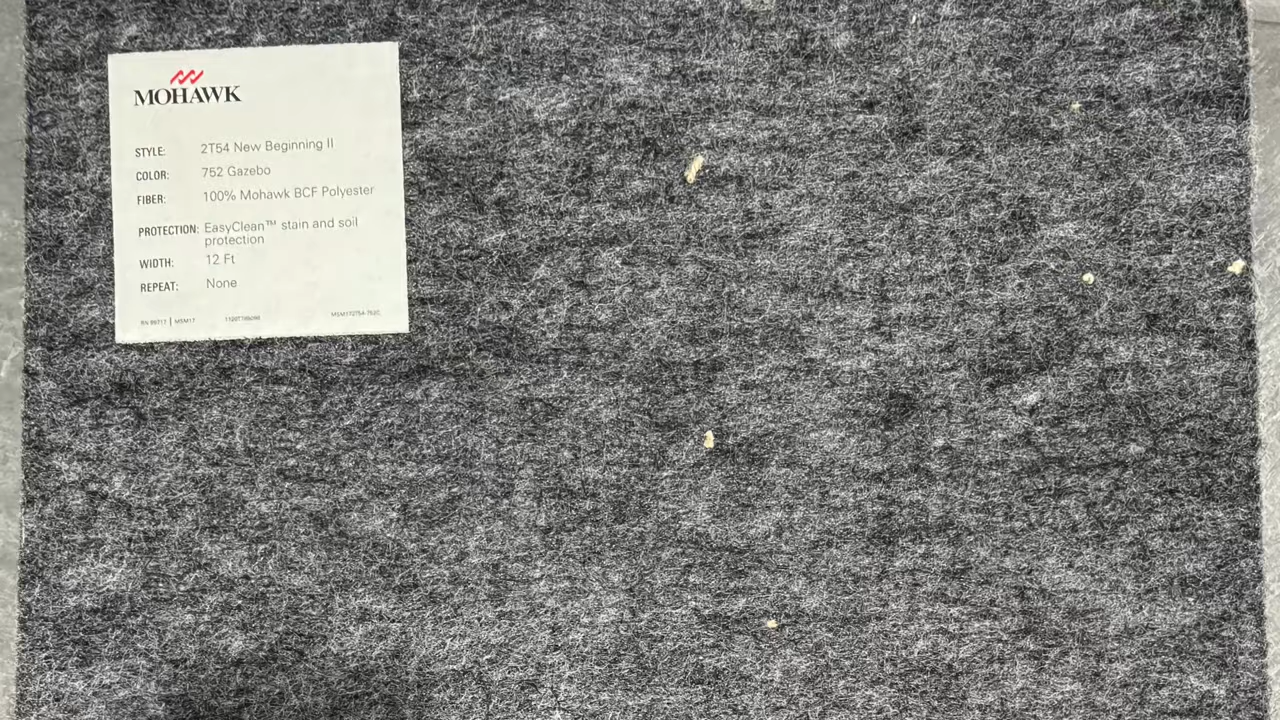 MOHAWK
STYLE: 2T54 New Beginning II
COLOR: 752 Gazebo
FIBER: 100% Mohawk BCF Polyester
PROTECTION: EasyClean™ stain and soil
protection
WIDTH: 12 Ft
REPEAT: None
MSM17